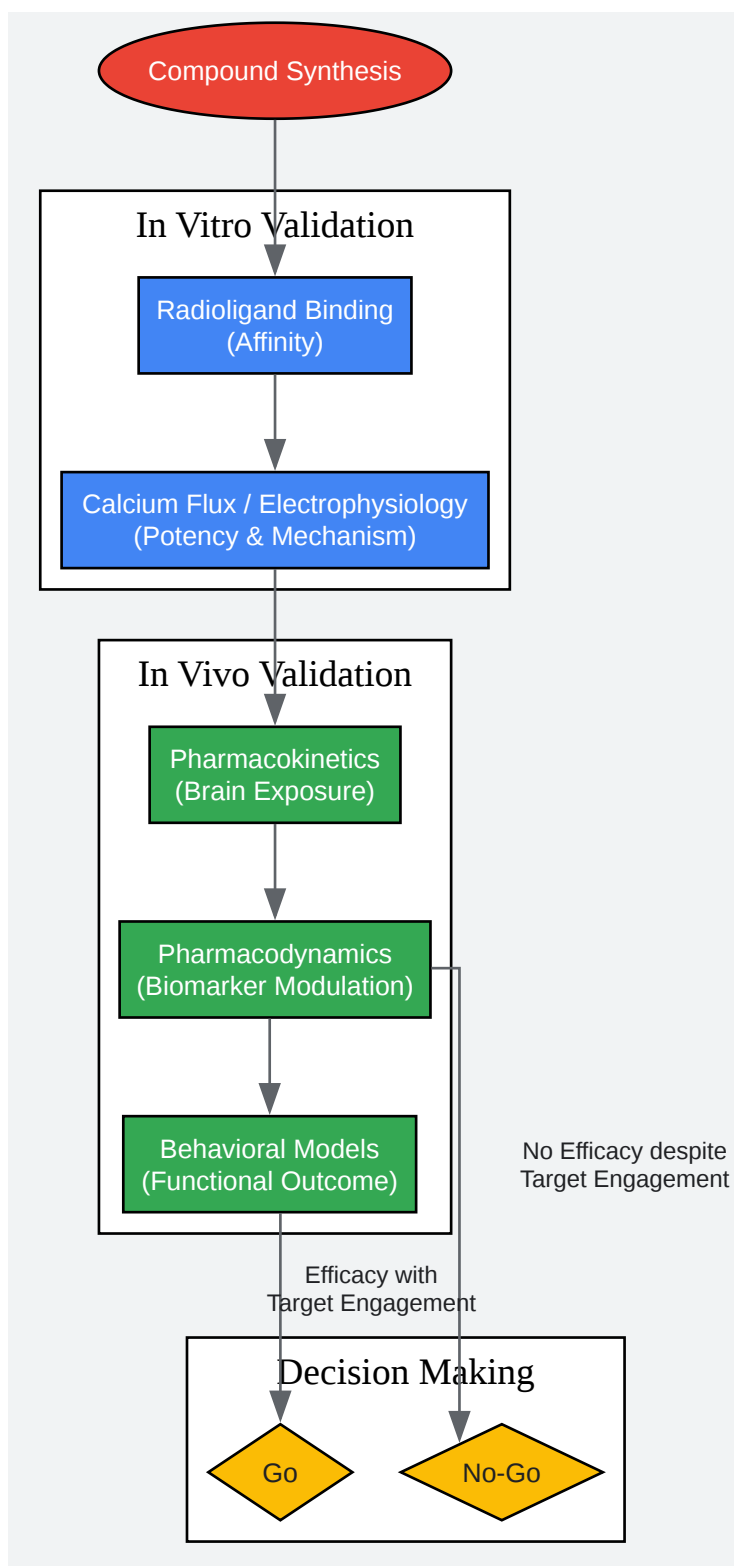 Compound Synthesis
In Vitro Validation
Radioligand Binding
(Affinity)
Calcium Flux / Electrophysiology
(Potency & Mechanism)
In Vivo Validation
Pharmacokinetics
(Brain Exposure)
Pharmacodynamics
(Biomarker Modulation)
Behavioral Models
(Functional Outcome)
No Efficacy despite
Target Engagement
Efficacy with
Target Engagement
Decision Making
Go
No-Go